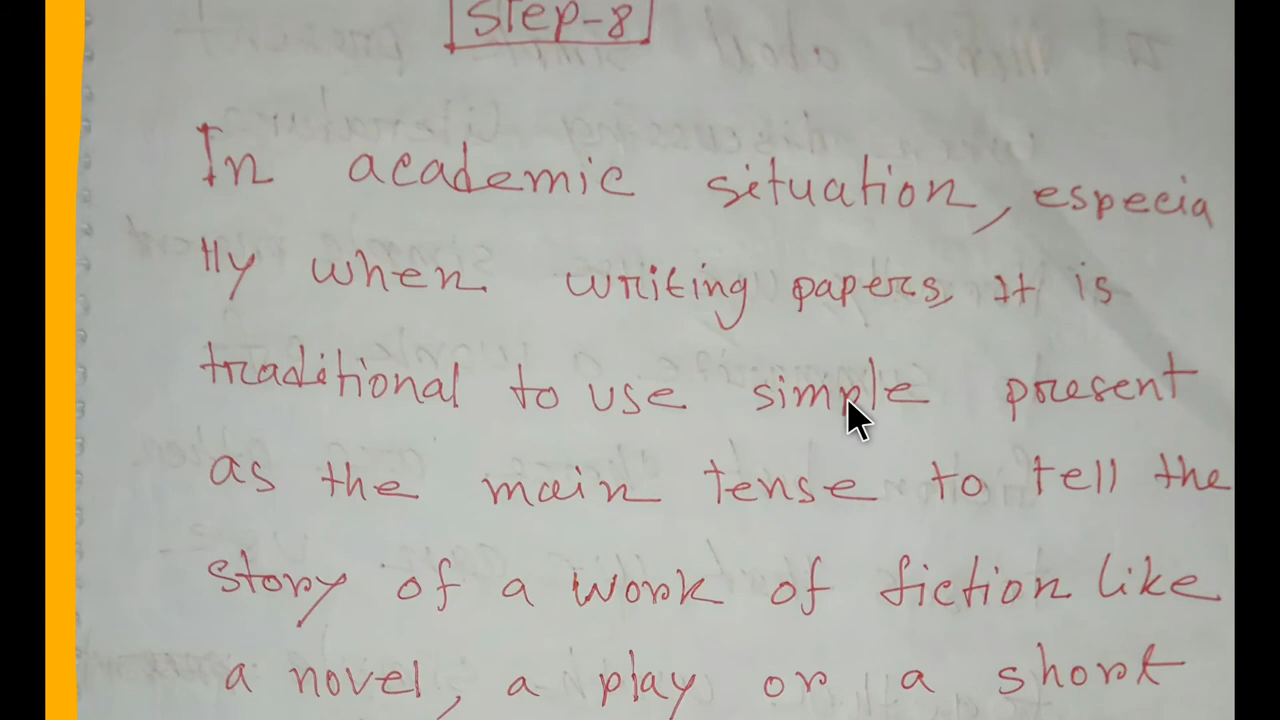 Step-8
In academic situation, especia
lly when writing papers, it is
traditional to use simple present
as the main tense to tell the
story of a work of fiction like
a novel, a play or a short